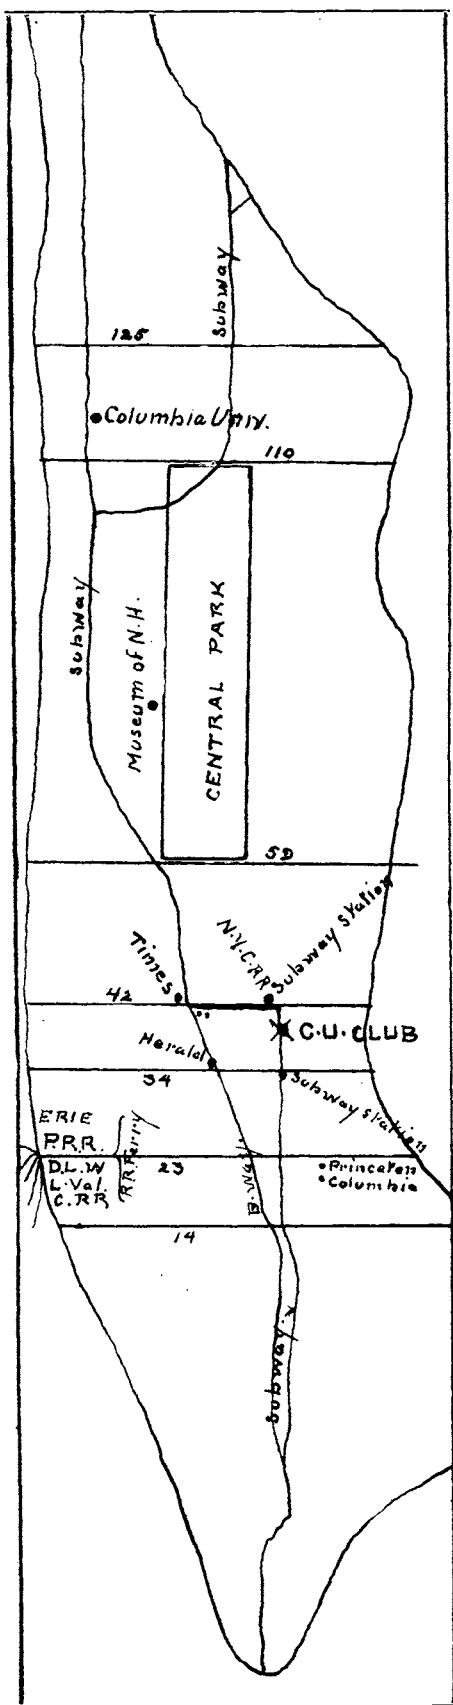 Subway
125
Columbia Univ.
110
Subway
Museum of N.H.
CENTRAL PARK
59
N.Y.C.RR
Subway Station
Times
42
C.U. CLUB
Herald
34
Subway Station
ERIE
P.R.R.
D.L.W
L.Val.
C.RR
R.R.Ferry
23
B.Way.
Princeton
Columbia
14
Subway.